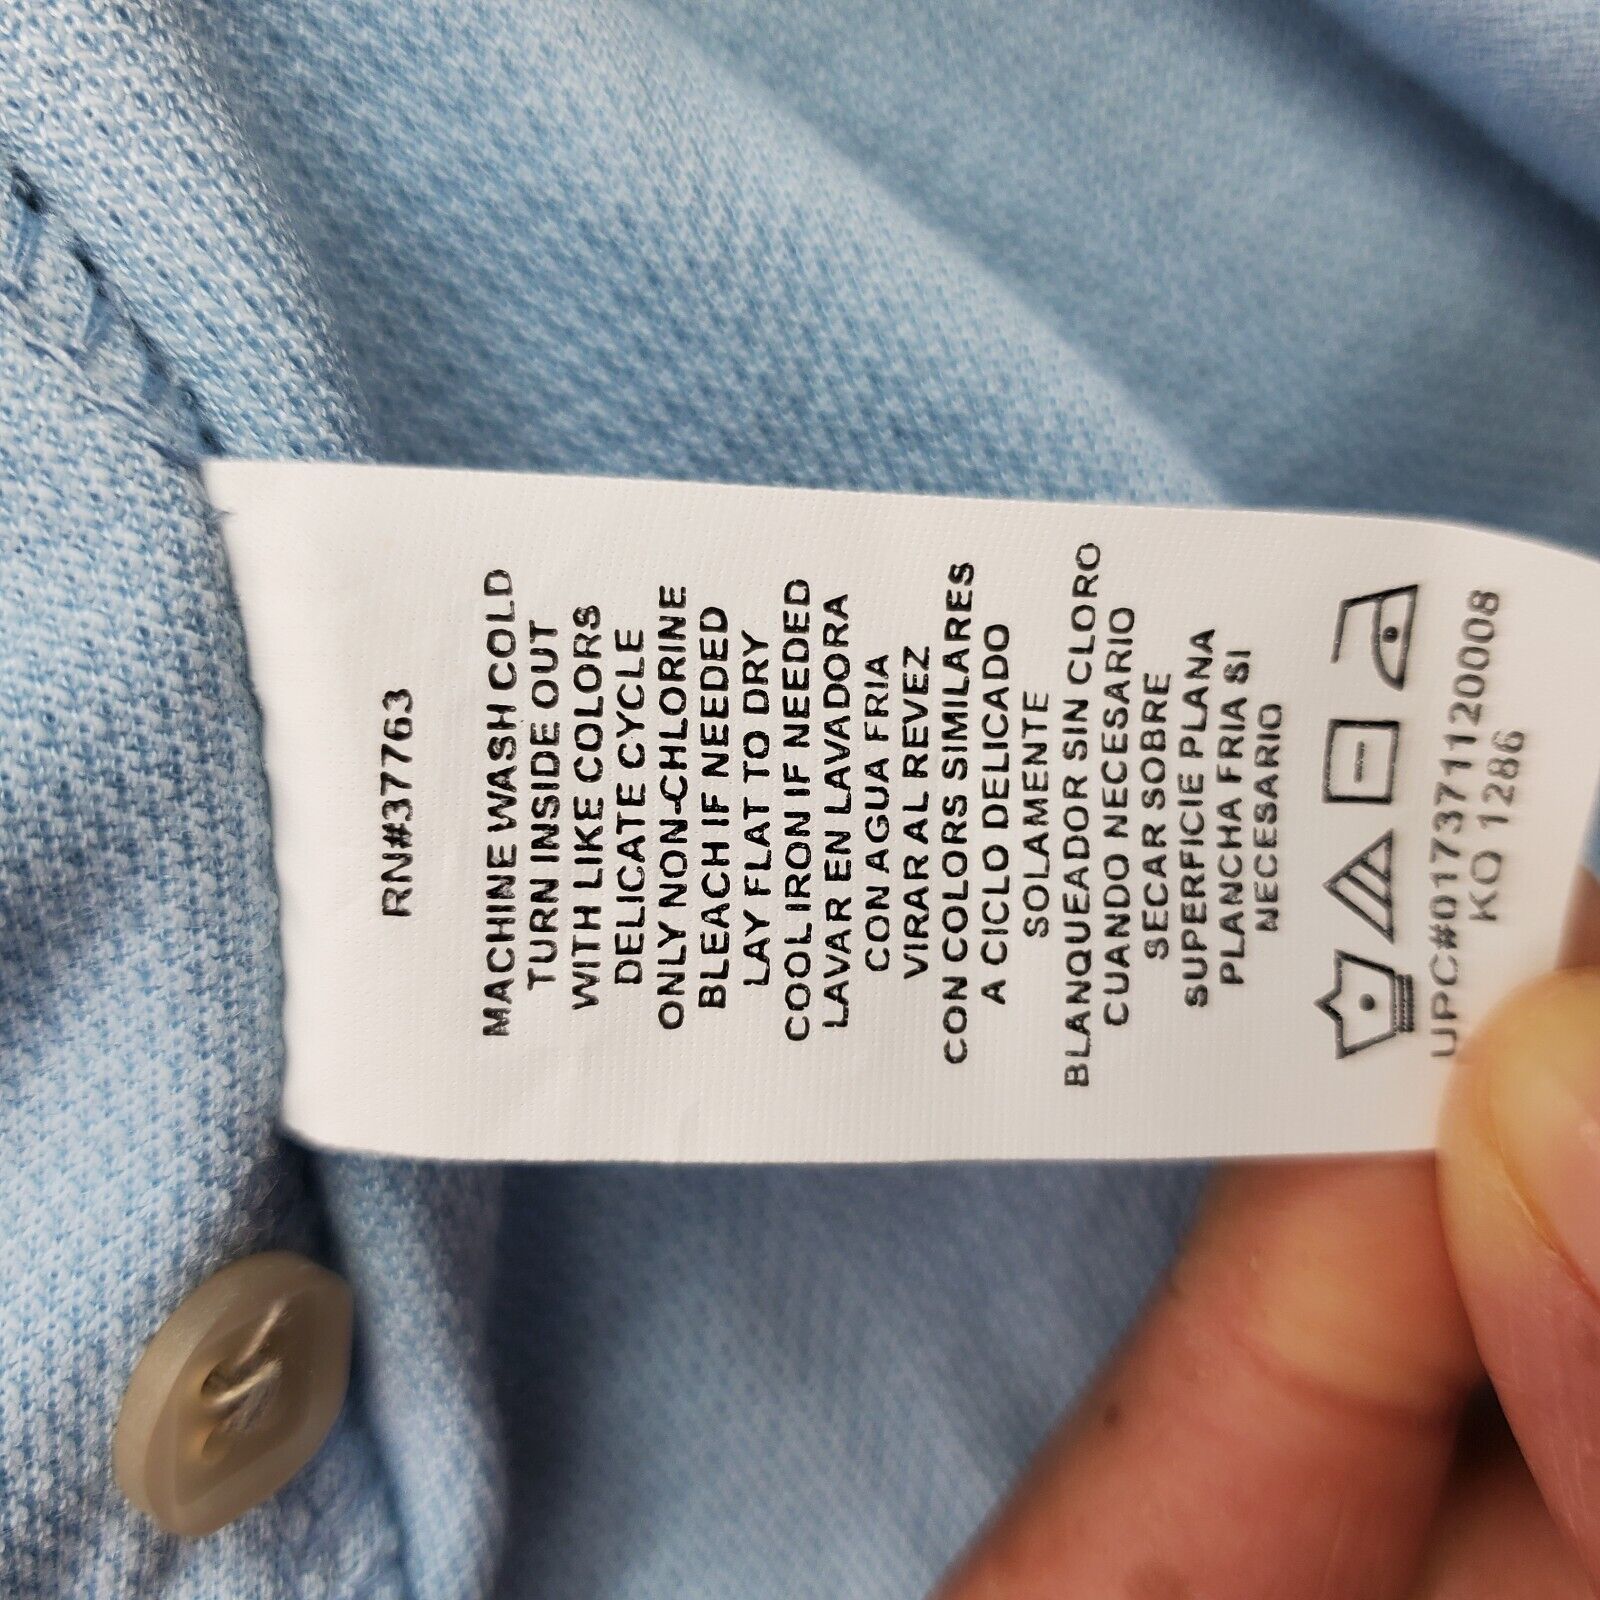 RN#37763
MACHINE WASH COLD
TURN INSIDE OUT
WITH LIKE COLORS
DELICATE CYCLE
ONLY NON-CHLORINE
BLEACH IF NEEDED
LAY FLAT TO DRY
COOL IRON IF NEEDED
LAVAR EN LAVADORA
CON AGUA FRIA
VIRAR AL REVEZ
CON COLORS SIMILARES
A CICLO DELICADO
SOLAMENTE
BLANQUEADOR SIN CLORO
CUANDO NECESARIO
SECAR SOBRE
SUPERFICIE PLANA
PLANCHA FRIA SI
NECESARIO
UPC#017371120008
KO 1286